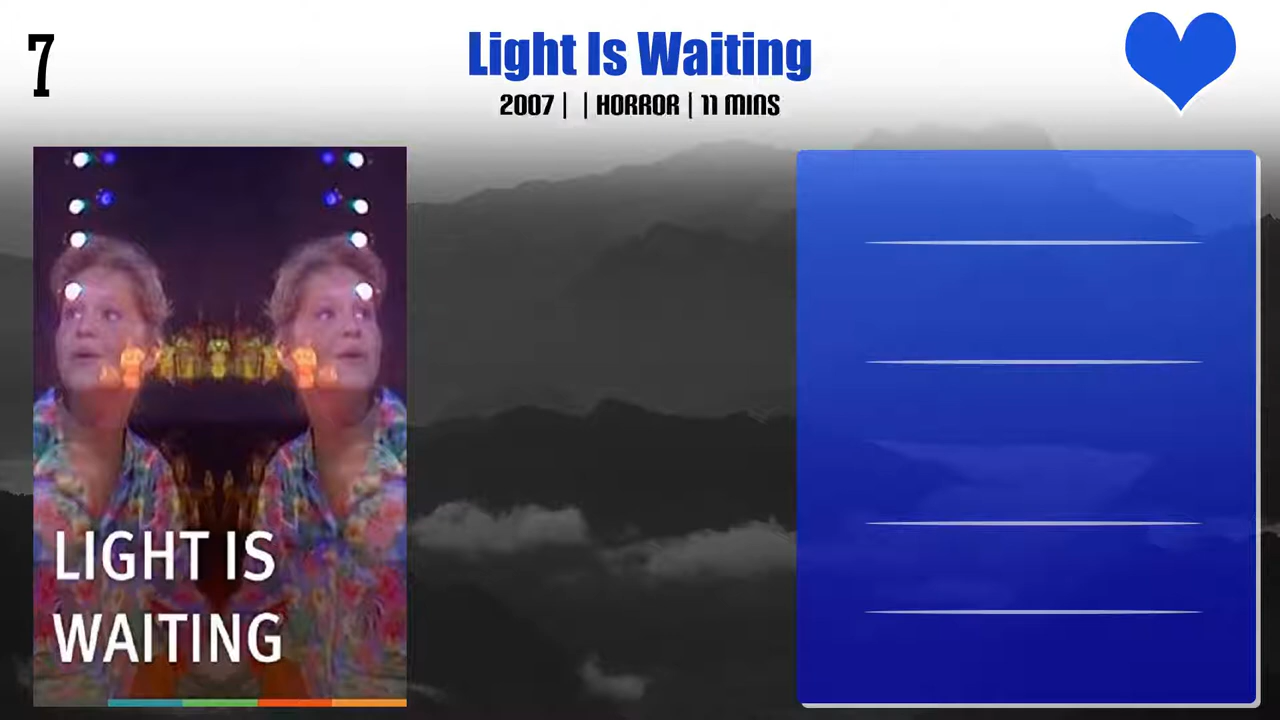 7
Light Is Waiting
2007 | | HORROR | 11 MINS
LIGHT IS
WAITING